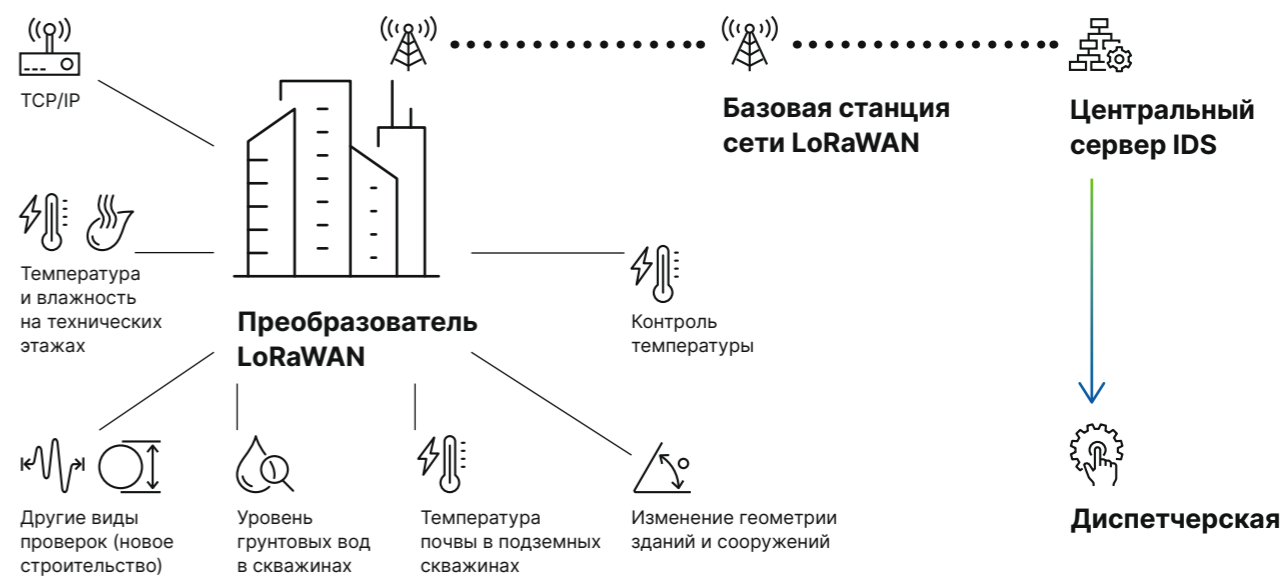 TCP/IP
Базовая станция
сети LoRaWAN
Центральный
сервер IDS
Температура
и влажность
на технических
этажах
Преобразователь
LoRaWAN
Контроль
температуры
Другие виды
проверок (новое
строительство)
Уровень
грунтовых вод
в скважинах
Температура
почвы в подземных
скважинах
Изменение геометрии
зданий и сооружений
Диспетчерская